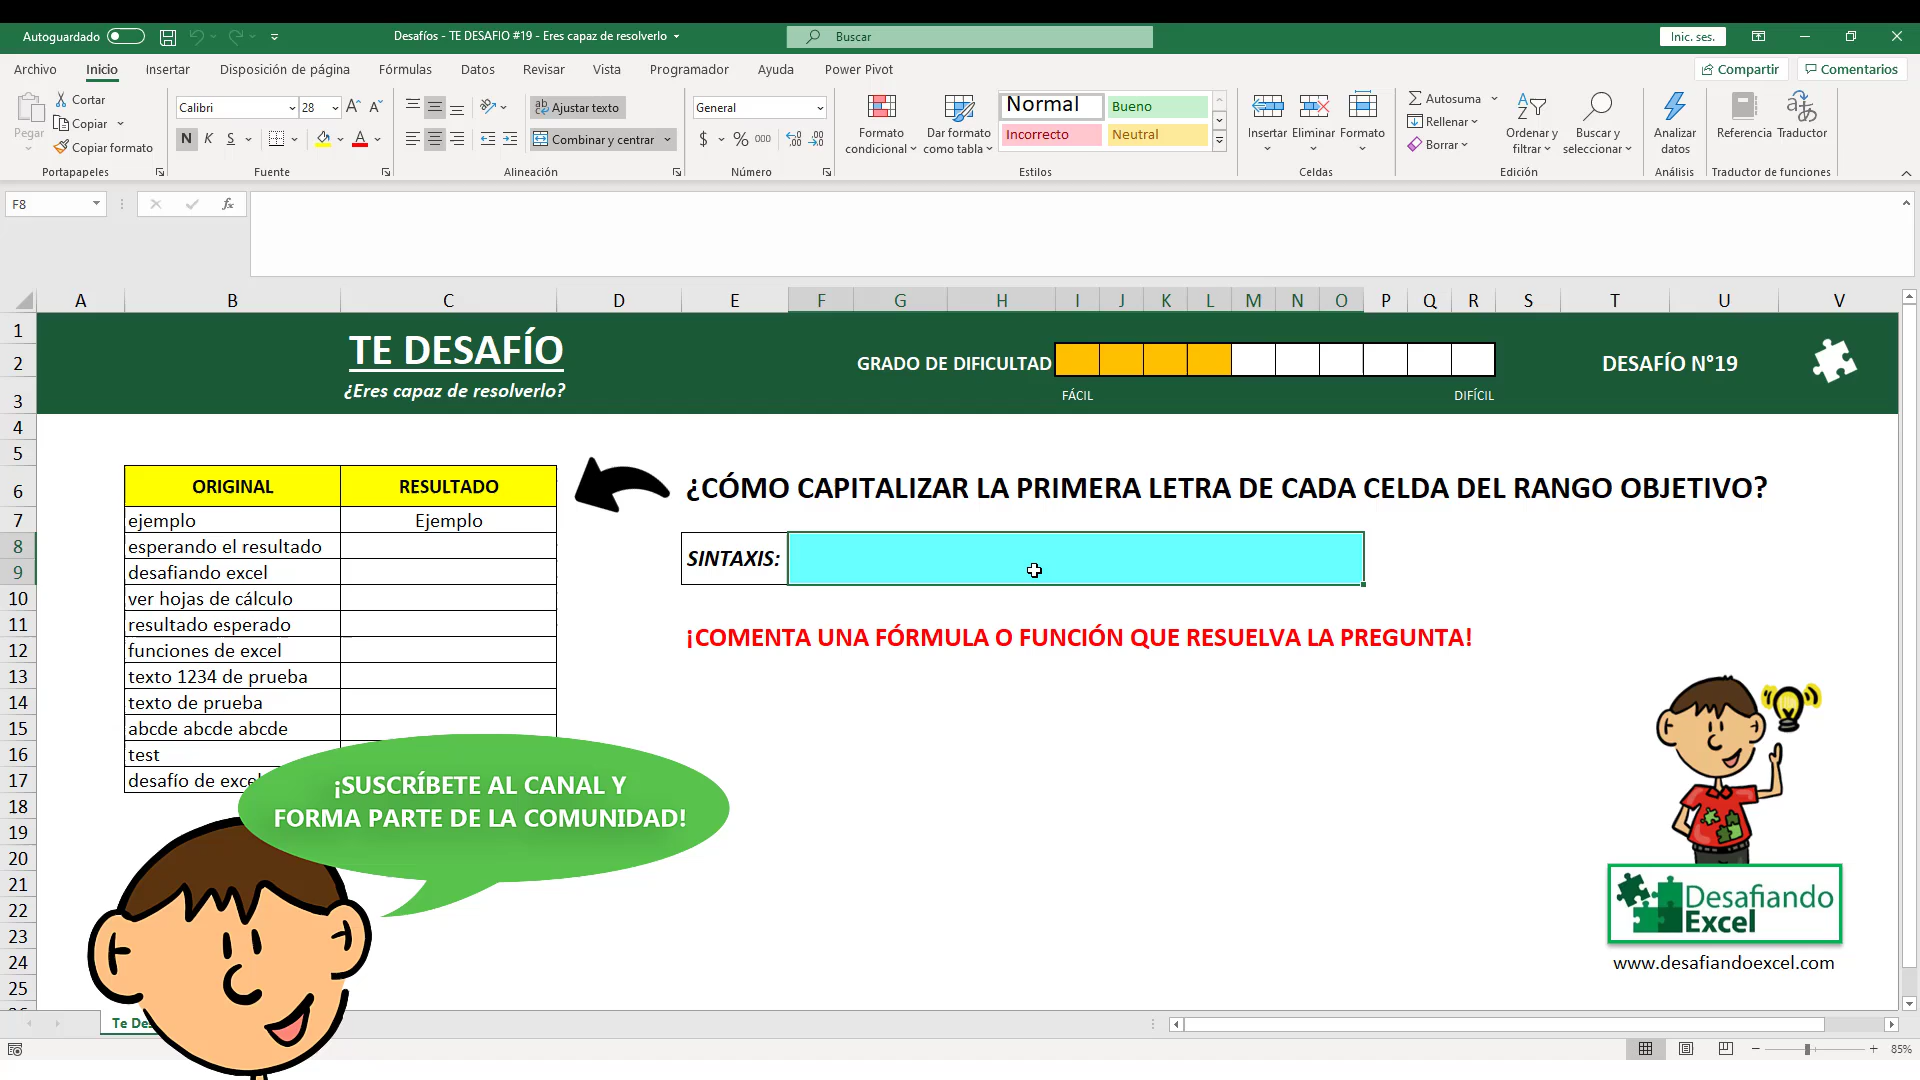 Autoguardado
Desafíos - TE DESAFIO #19 - Eres capaz de resolverlo
Buscar
Inic. ses.
Archivo Inicio Insertar Disposición de página Fórmulas Datos Revisar Vista Programador Ayuda Power Pivot
Compartir Comentarios
Pegar
Cortar
Copiar
Copiar formato
Portapapeles
Calibri 28
N K S
Fuente
Ajustar texto
Combinar y centrar
Alineación
General
$ % 000
Número
Formato condicional
Dar formato como tabla
Normal Bueno
Incorrecto Neutral
Estilos
Insertar Eliminar Formato
Celdas
Autosuma
Rellenar
Borrar
Ordenar y filtrar
Buscar y seleccionar
Edición
Analizar datos
Análisis
Referencia Traductor
Traductor de funciones
F8
fx
A B C D E F G H I J K L M N O P Q R S T U V
1
2
3
4
5
6
7
8
9
10
11
12
13
14
15
16
17
18
19
20
21
22
23
24
25
TE DESAFÍO
¿Eres capaz de resolverlo?
GRADO DE DIFICULTAD
FÁCIL DIFÍCIL
DESAFÍO N°19
ORIGINAL RESULTADO
ejemplo Ejemplo
esperando el resultado
desafiando excel
ver hojas de cálculo
resultado esperado
funciones de excel
texto 1234 de prueba
texto de prueba
abcde abcde abcde
test
desafío de exce
¿CÓMO CAPITALIZAR LA PRIMERA LETRA DE CADA CELDA DEL RANGO OBJETIVO?
SINTAXIS:
¡COMENTA UNA FÓRMULA O FUNCIÓN QUE RESUELVA LA PREGUNTA!
¡SUSCRÍBETE AL CANAL Y
FORMA PARTE DE LA COMUNIDAD!
Desafiando
Excel
www.desafiandoexcel.com
Te Des
85%